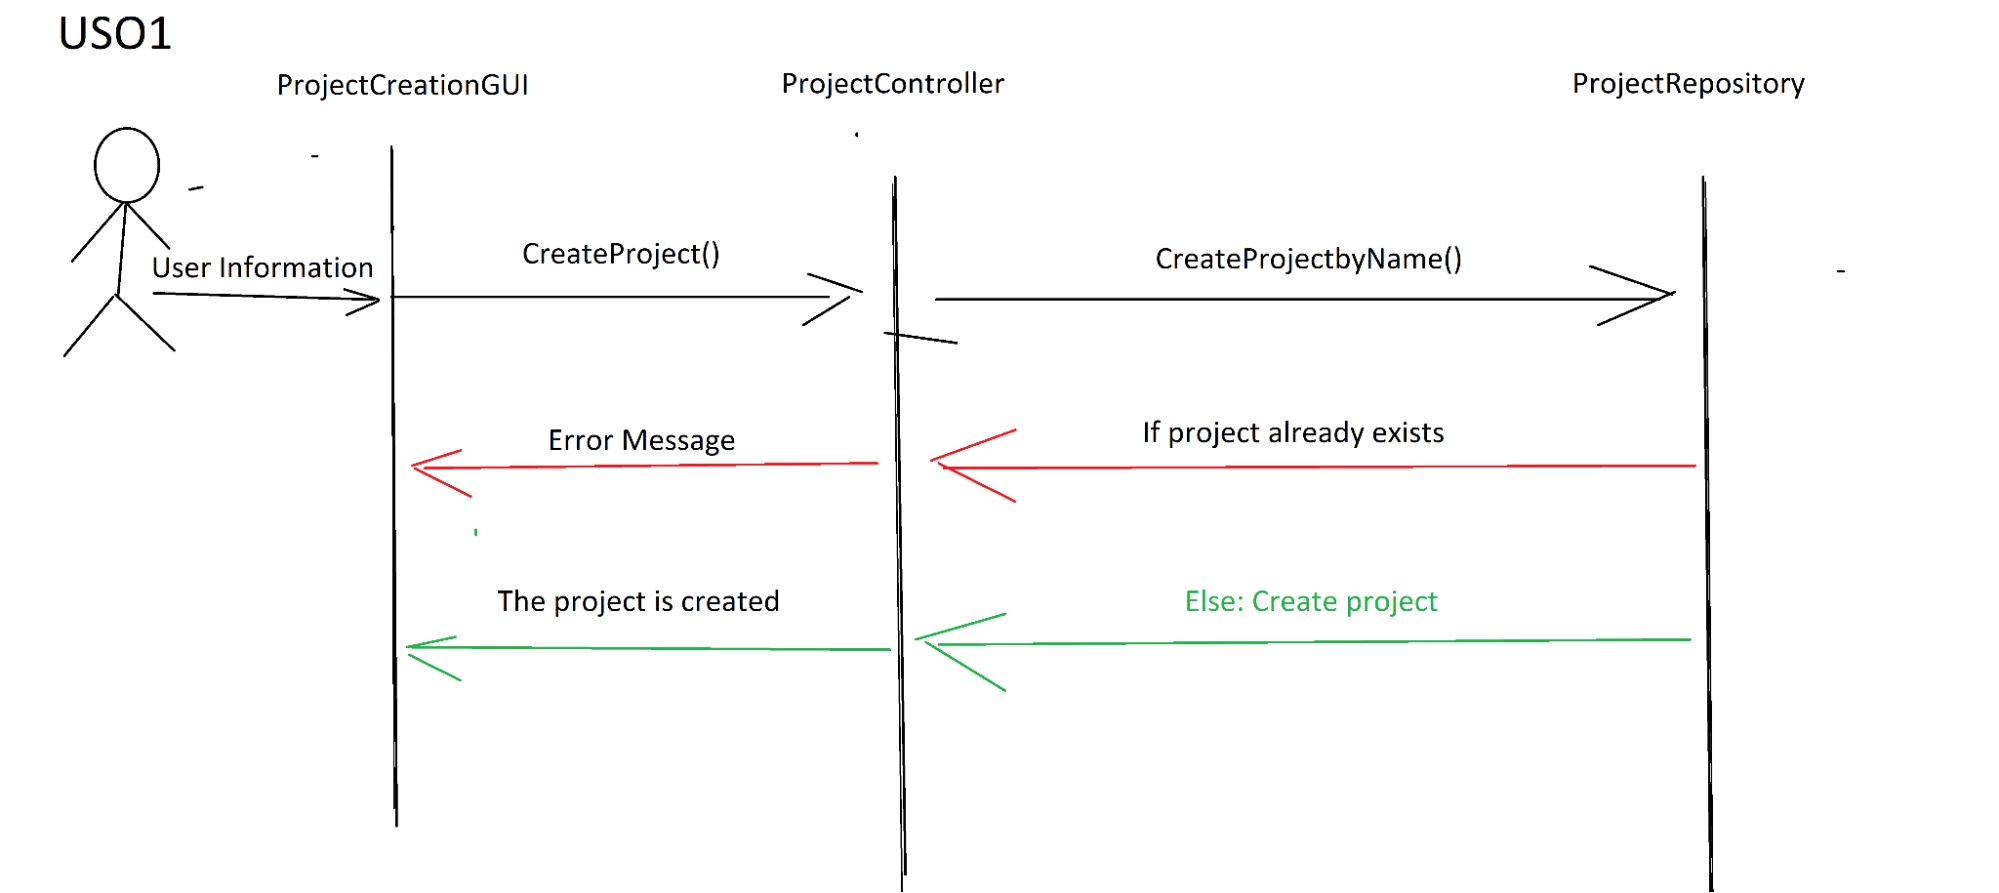 USO1
ProjectCreationGUI
ProjectController
ProjectRepository
User Information
CreateProject()
CreateProjectbyName()
Error Message
If project already exists
The project is created
Else: Create project